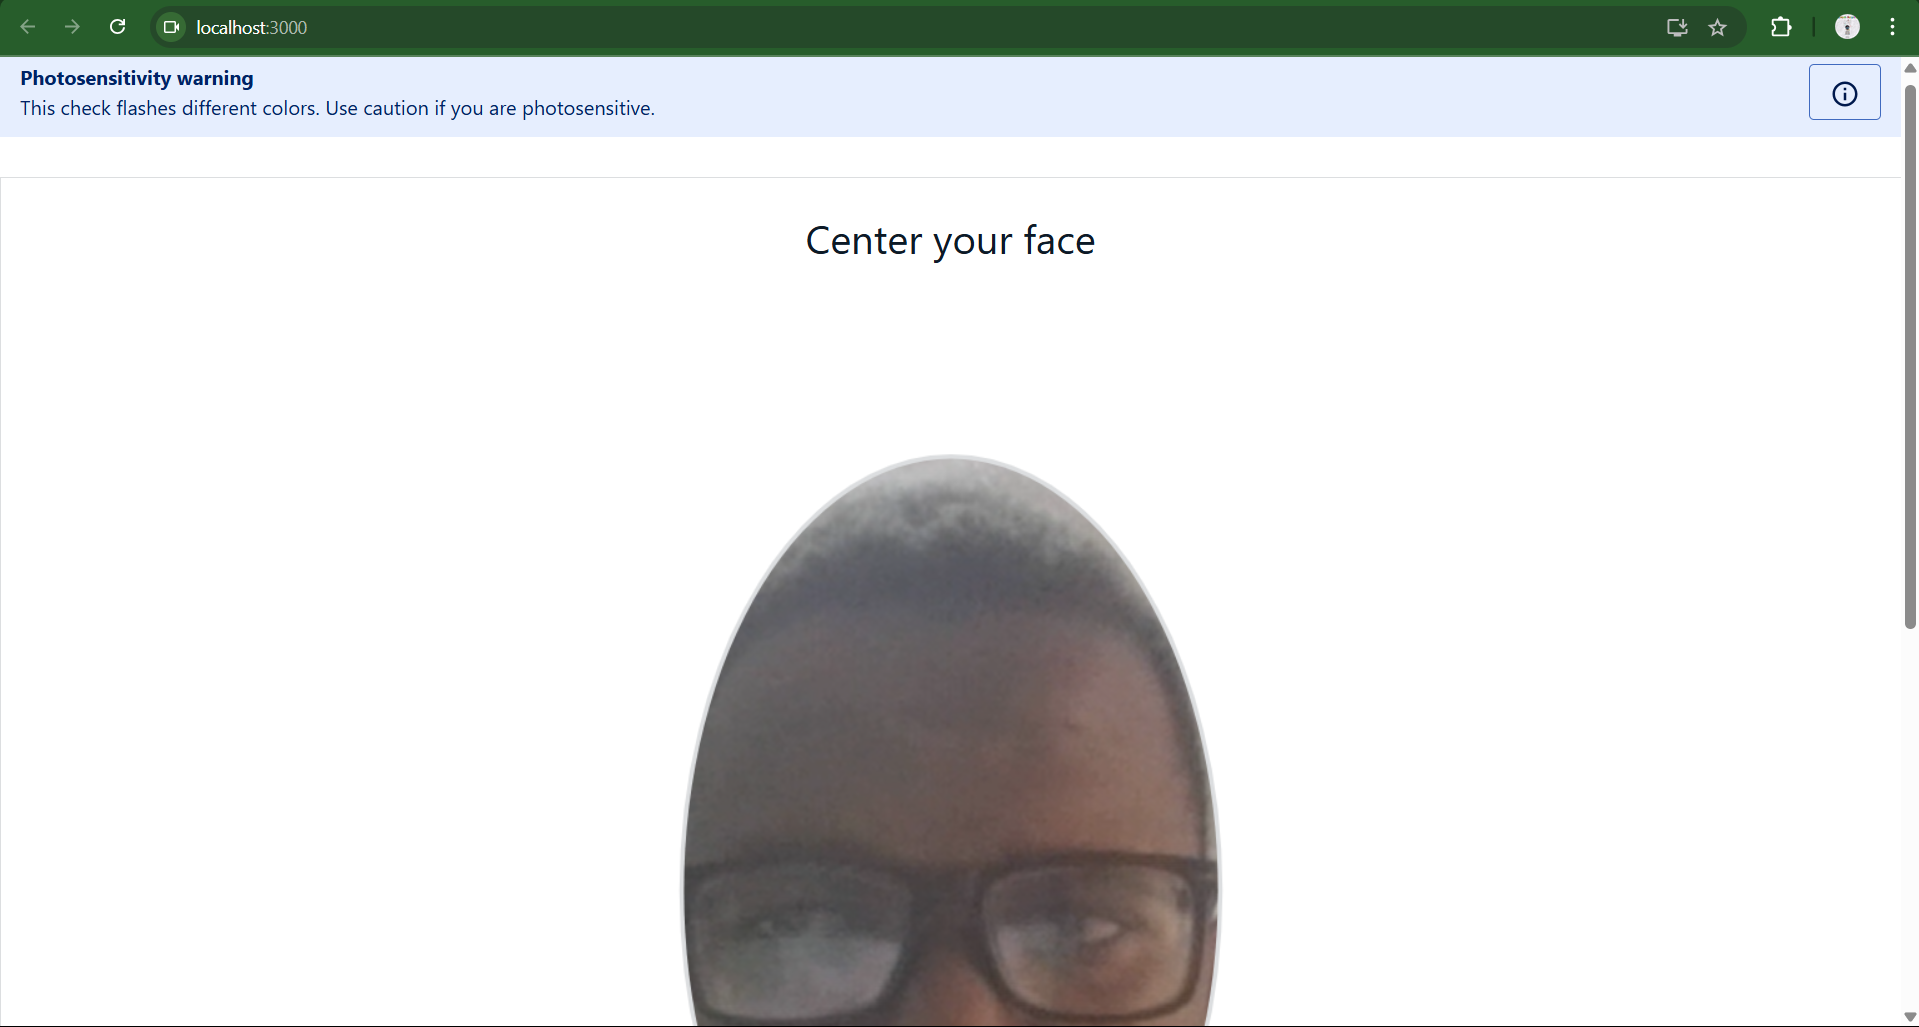 localhost:3000
Photosensitivity warning
This check flashes different colors. Use caution if you are photosensitive.
Center your face